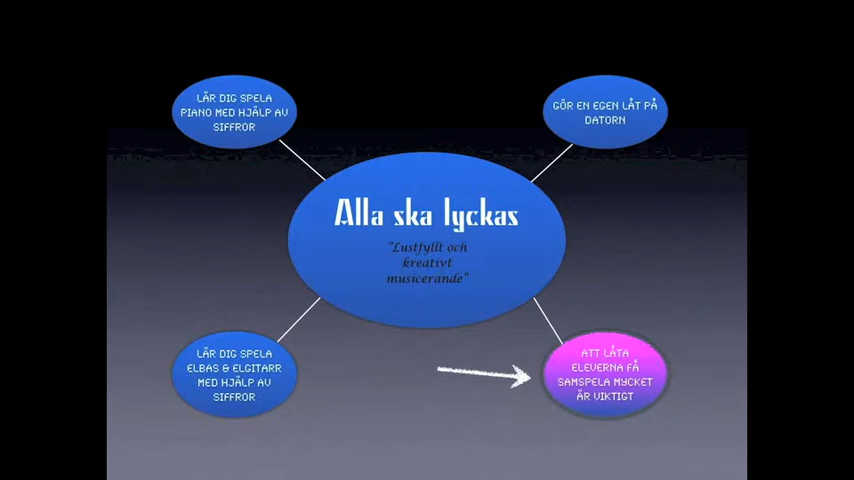 LÄR DIG SPELA
PIANO MED HJÄLP AV
SIFFROR
GÖR EN EGEN LÅT PÅ
DATORN
Alla ska lyckas
"Lustfyllt och
kreativt
musicerande"
LÄR DIG SPELA
ELBAS & ELGITARR
MED HJÄLP AV
SIFFROR
ATT LÅTA
ELEVERNA FÅ
SAMSPELA MYCKET
ÄR VIKTIGT